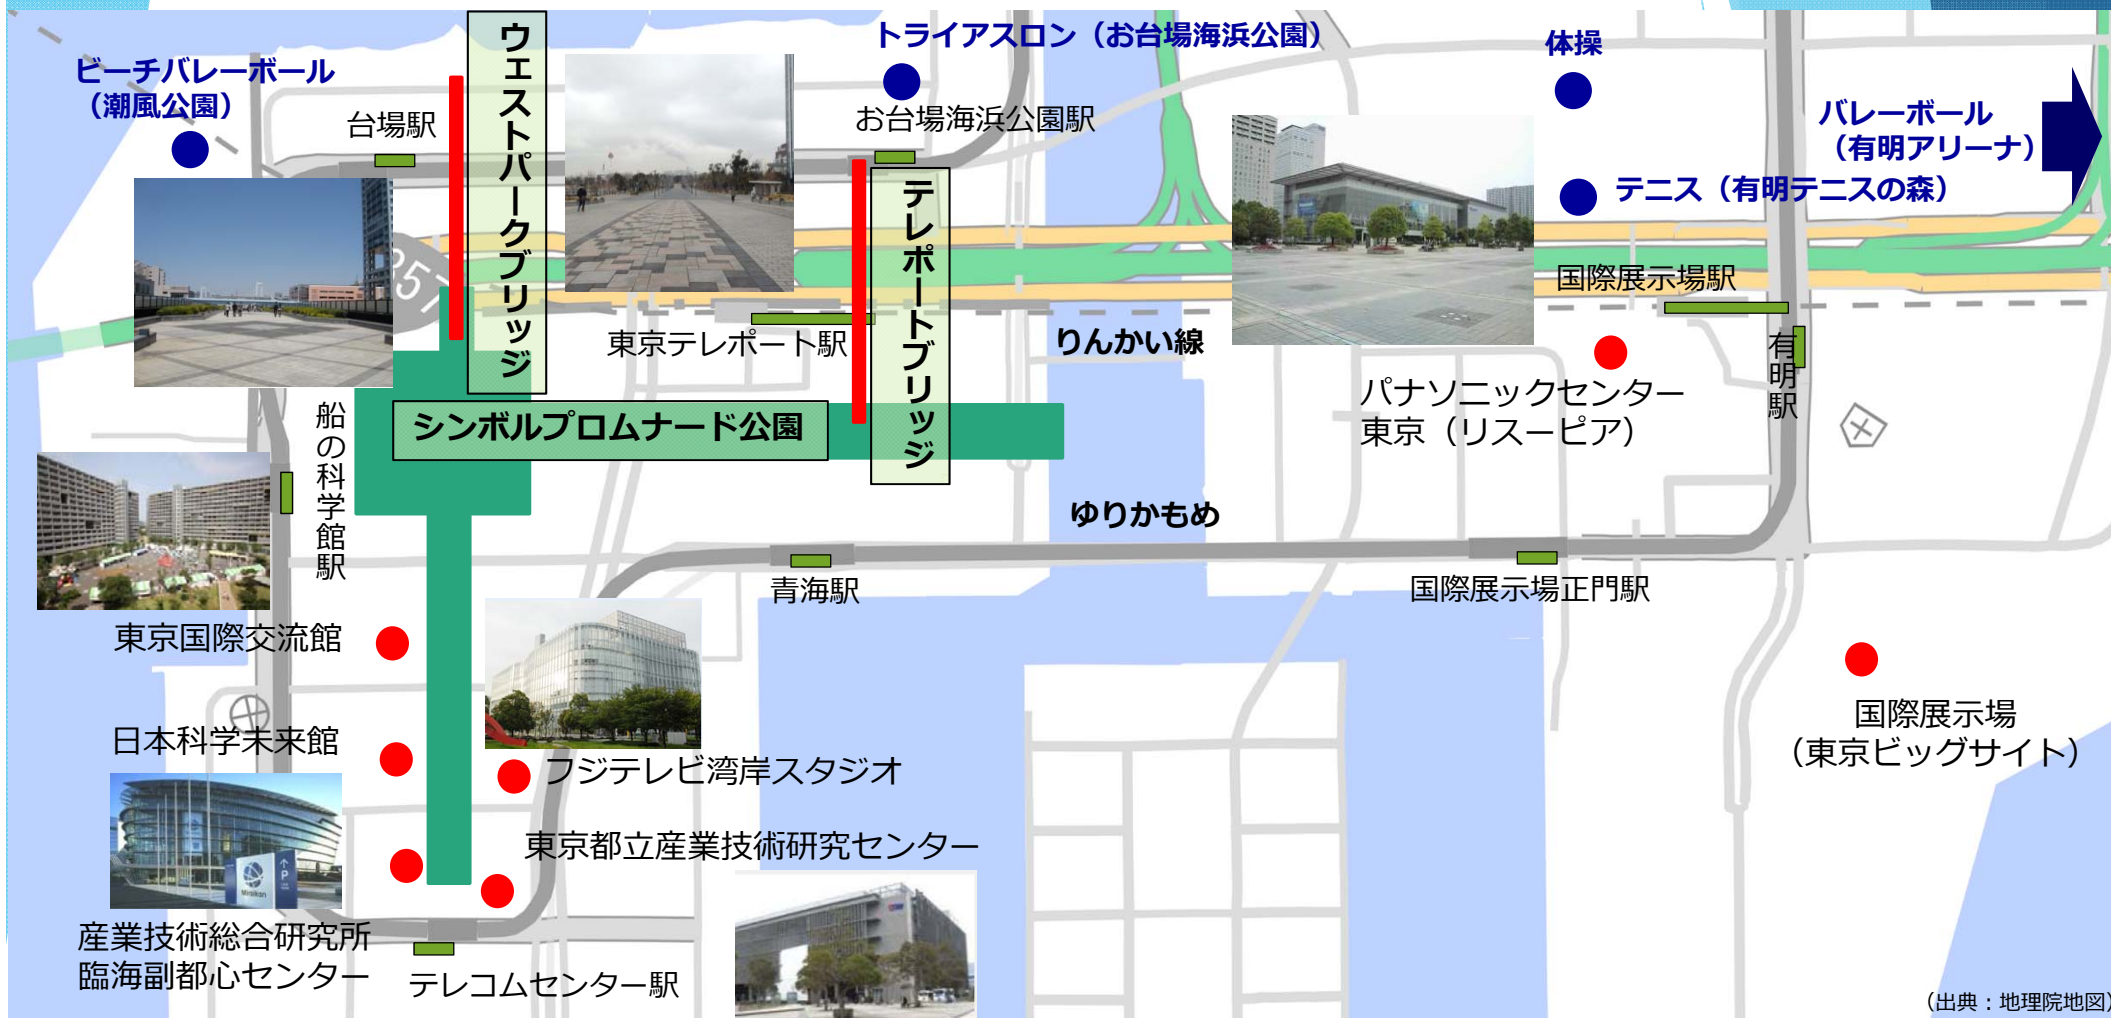 ビーチバレーボール
（潮風公園）
台場駅
ウェストパークブリッジ
トライアスロン（お台場海浜公園）
お台場海浜公園駅
体操
バレーボール
（有明アリーナ）
テニス（有明テニスの森）
テレポートブリッジ
357
東京テレポート駅
りんかい線
国際展示場駅
有明駅
パナソニックセンター
東京（リスーピア）
シンボルプロムナード公園
船の科学館駅
ゆりかもめ
青海駅
国際展示場正門駅
東京国際交流館
日本科学未来館
フジテレビ湾岸スタジオ
国際展示場
（東京ビッグサイト）
東京都立産業技術研究センター
Miraikan
P
産業技術総合研究所
臨海副都心センター
テレコムセンター駅
（出典：地理院地図）